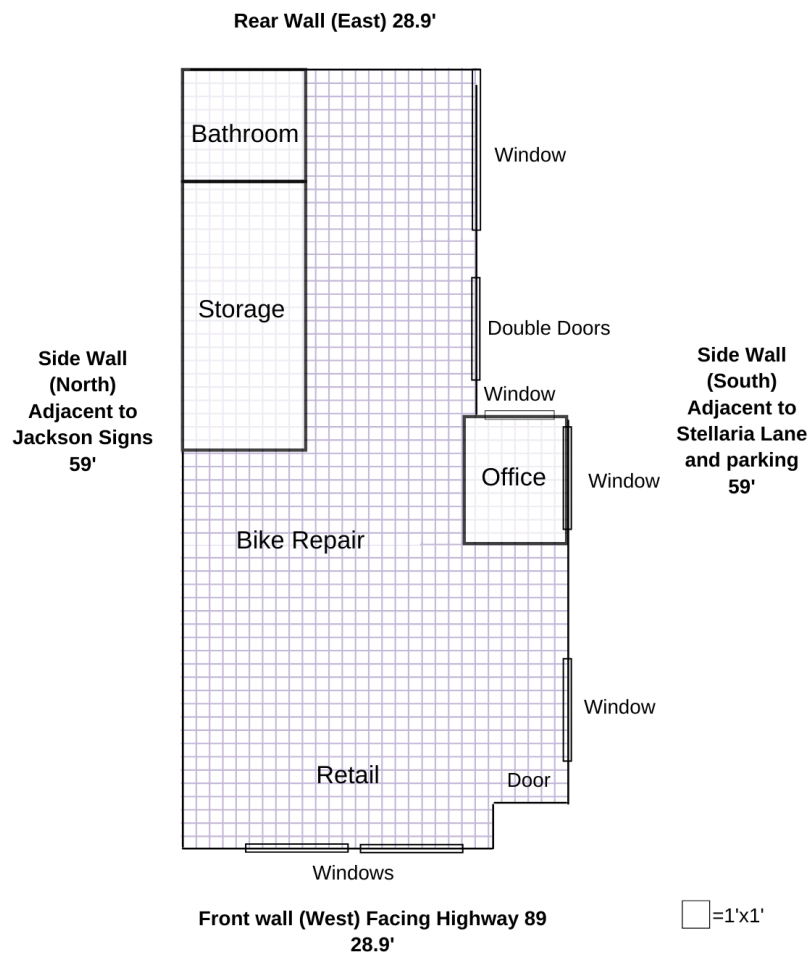 Rear Wall (East) 28.9'
Bathroom
Window
Storage
Double Doors
Side Wall
(North)
Adjacent to
Jackson Signs
59'
Side Wall
(South)
Adjacent to
Stellaria Lane
and parking
59'
Window
Office
Window
Bike Repair
Window
Retail
Door
Windows
Front wall (West) Facing Highway 89
28.9'
=1'x1'